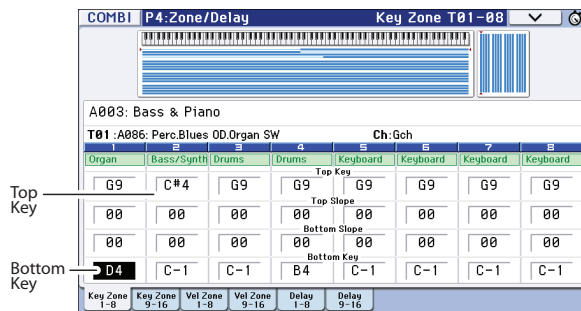 COMBI P4:Zone/Delay Key Zone T01-08
A003: Bass & Piano
T01 :A086: Perc.Blues OD.Organ SW Ch:Gch
1 2 3 4 5 6 7 8
Organ Bass/Synth Drums Drums Keyboard Keyboard Keyboard Keyboard
Top Key
G9 C#4 G9 G9 G9 G9 G9 G9
Top Slope
00 00 00 00 00 00 00 00
Bottom Slope
00 00 00 00 00 00 00 00
Bottom Key
D4 C-1 C-1 B4 C-1 C-1 C-1 C-1
Key Zone 1-8 Key Zone 9-16 Vel Zone 1-8 Vel Zone 9-16 Delay 1-8 Delay 9-16
Top
Key
Bottom
Key